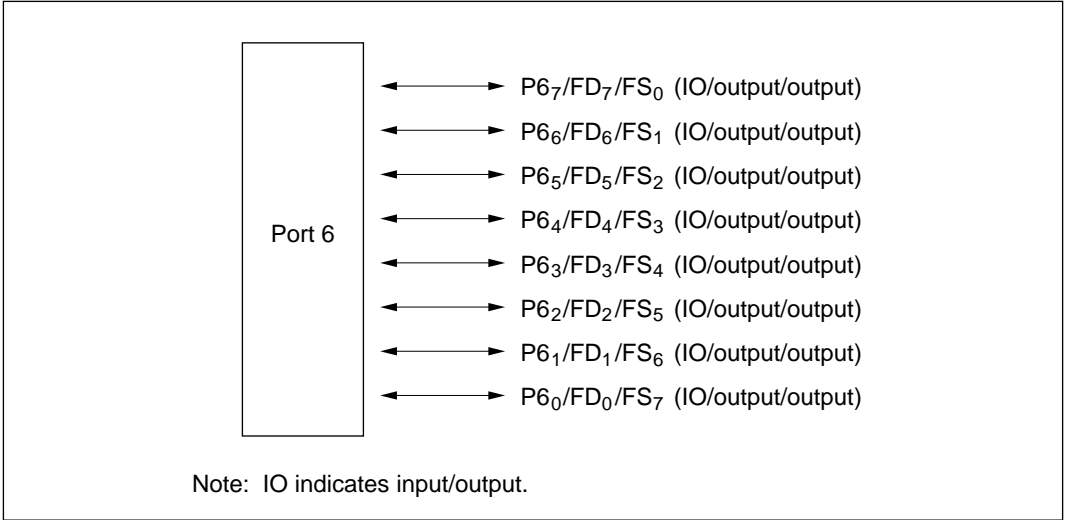 Port 6
P6₇/FD₇/FS₀ (IO/output/output)
P6₆/FD₆/FS₁ (IO/output/output)
P6₅/FD₅/FS₂ (IO/output/output)
P6₄/FD₄/FS₃ (IO/output/output)
P6₃/FD₃/FS₄ (IO/output/output)
P6₂/FD₂/FS₅ (IO/output/output)
P6₁/FD₁/FS₆ (IO/output/output)
P6₀/FD₀/FS₇ (IO/output/output)
Note: IO indicates input/output.